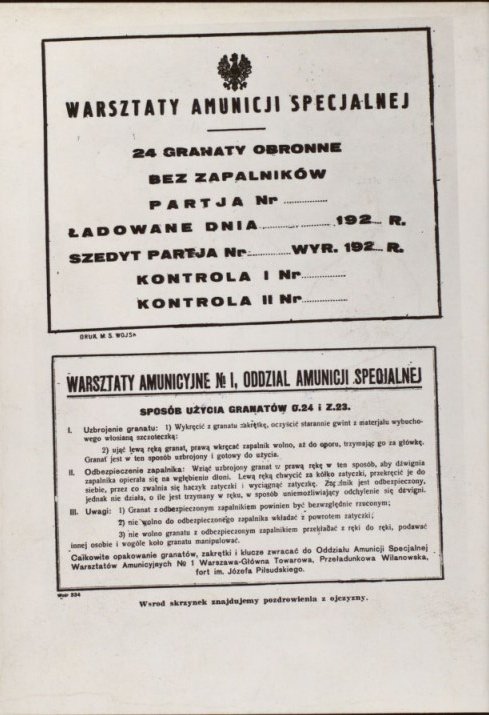 WARSZTATY AMUNICJI SPECJALNEJ
24 GRANATY OBRONNE
BEZ ZAPALNIKÓW
PARTJA Nr ..............
ŁADOWANE DNIA ........................ 192... R.
SZEDYT PARTJA Nr............ WYR. 192... R.
KONTROLA I Nr..............
KONTROLA II Nr..............
DRUK. M. S. WOJSK
WARSZTATY AMUNICYJNE № I, ODDZIAŁ AMUNICJI SPECJALNEJ
SPOSÓB UŻYCIA GRANATÓW O.24 i Z.23.
I. Uzbrojenie granatu: 1) Wykręcić z granatu zakrętkę, oczyścić starannie gwint z materjału wybucho-
wego włosianą szczoteczką:
2) ująć lewą ręką granat, prawą wkręcać zapalnik wolno, aż do oporu, trzymając go za główkę.
Granat jest w ten sposób uzbrojony i gotowy do użycia.
II. Odbezpieczenie zapalnika: Wziąć uzbrojony granat w prawą rękę w ten sposób, aby dźwignia
zapalnika opierała się na wgłębienie dłoni. Lewą ręką chwycić za kółko zatyczki, przekręcić je do
siebie, przez co zwalnia się haczyk zatyczki i wyciągnąć zatyczkę. Zapalnik jest odbezpieczony,
jednak nie działa, o ile jest trzymany w ręku, w sposób uniemożliwiający odchylenie się dźwigni.
III. Uwagi: 1) Granat z odbezpieczonym zapalnikiem powinien być bezwzględnie rzucony;
2) nie wolno do odbezpieczonego zapalnika wkładać z powrotem zatyczki;
3) nie wolno granatu z odbezpieczonym zapalnikiem przekładać z ręki do ręki, podawać
innej osobie i wogóle koło granatu manipulować.
Całkowite opakowanie granatów, zakrętki i klucze zwracać do Oddziału Amunicji Specjalnej
Warsztatów Amunicyjnych № 1 Warszawa-Główna Towarowa, Przeładunkowa Wilanowska,
fort im. Józefa Piłsudskiego.
334
Wsrod skrzynek znajdujemy pozdrowienia z ojczyzny.